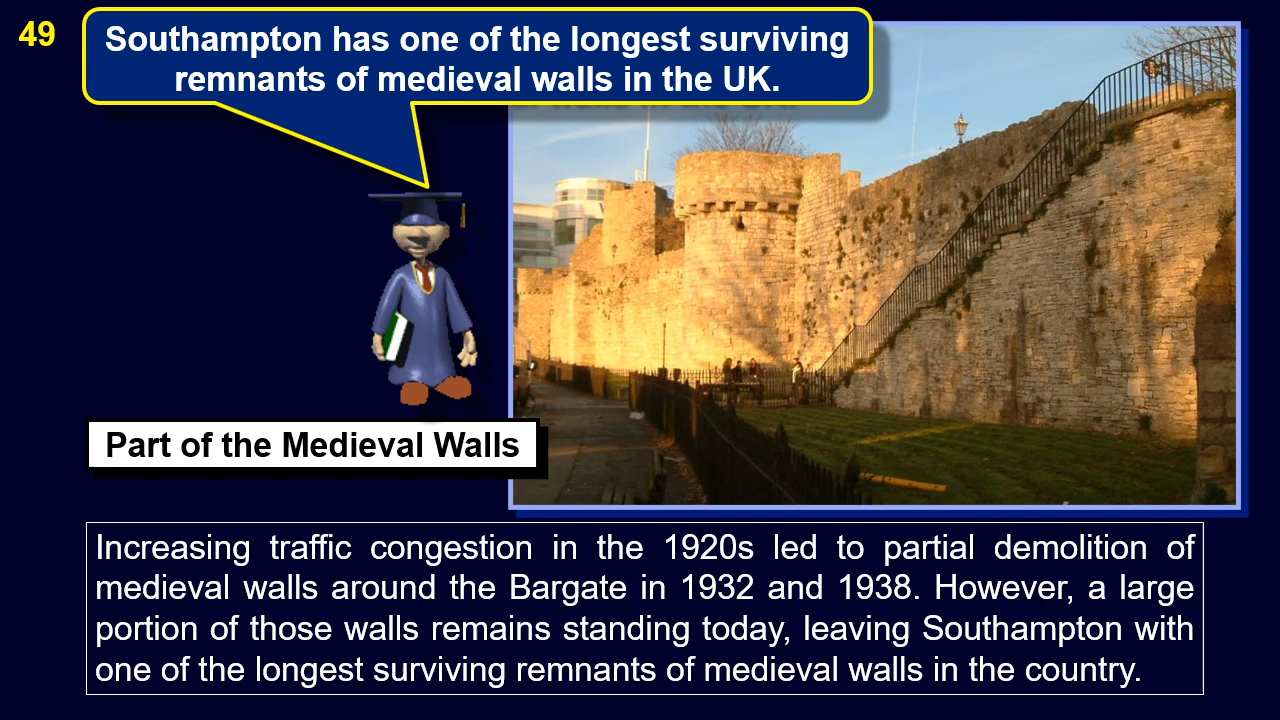 49
Southampton has one of the longest surviving
remnants of medieval walls in the UK.
Part of the Medieval Walls
Increasing traffic congestion in the 1920s led to partial demolition of
medieval walls around the Bargate in 1932 and 1938. However, a large
portion of those walls remains standing today, leaving Southampton with
one of the longest surviving remnants of medieval walls in the country.